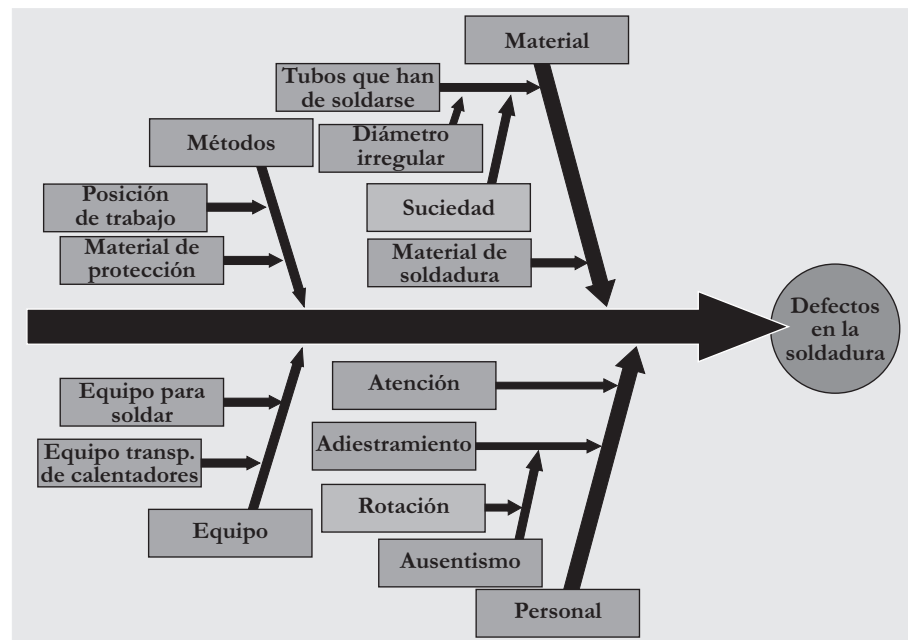 Material
Tubos que han
de soldarse
Métodos
Diámetro
irregular
Posición
de trabajo
Suciedad
Material de
protección
Material de
soldadura
Defectos
en la
soldadura
Equipo para
soldar
Atención
Equipo transp.
de calentadores
Adiestramiento
Rotación
Equipo
Ausentismo
Personal